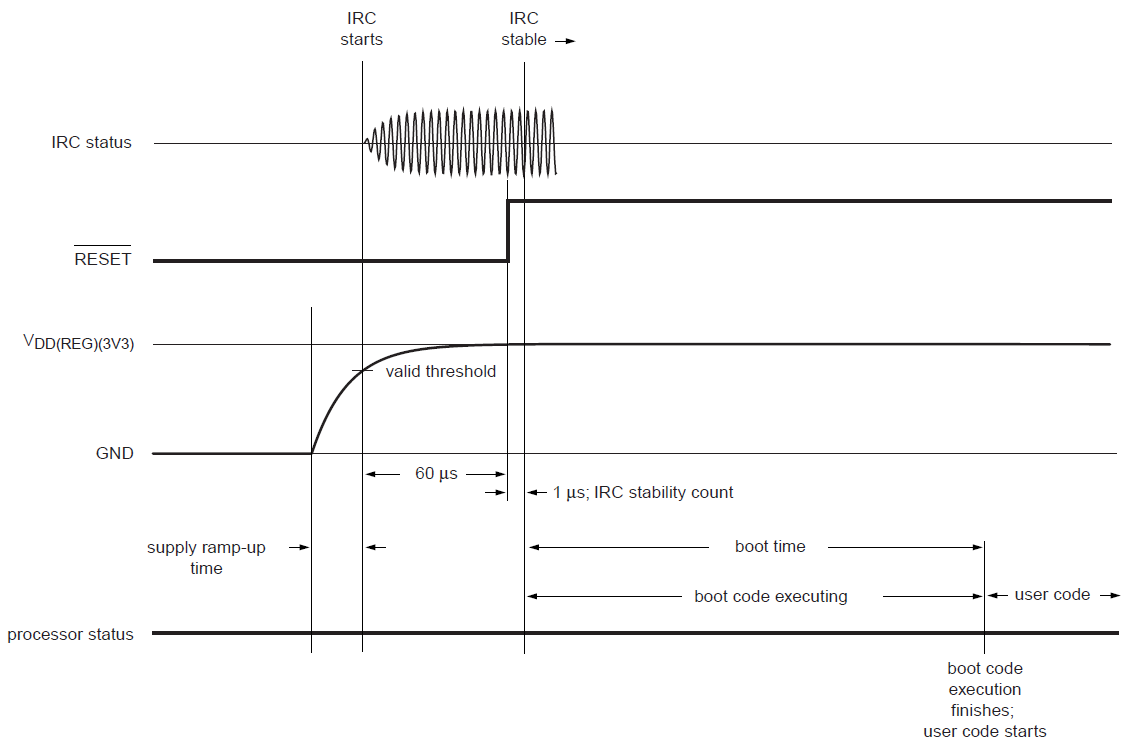 IRC
starts
IRC
stable
IRC status
RESET
VDD(REG)(3V3)
valid threshold
GND
60 μs
1 μs; IRC stability count
supply ramp-up
time
boot time
boot code executing
user code
processor status
boot code
execution
finishes;
user code starts